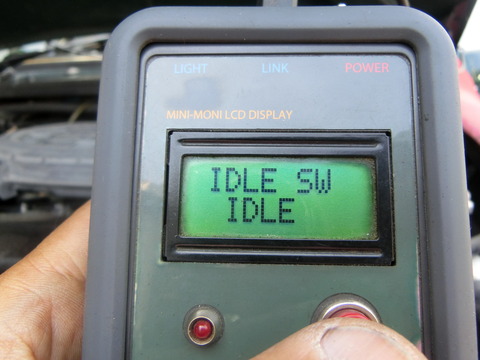 LIGHT LINK POWER
MINI-MONI LCD DISPLAY
IDLE SW
IDLE